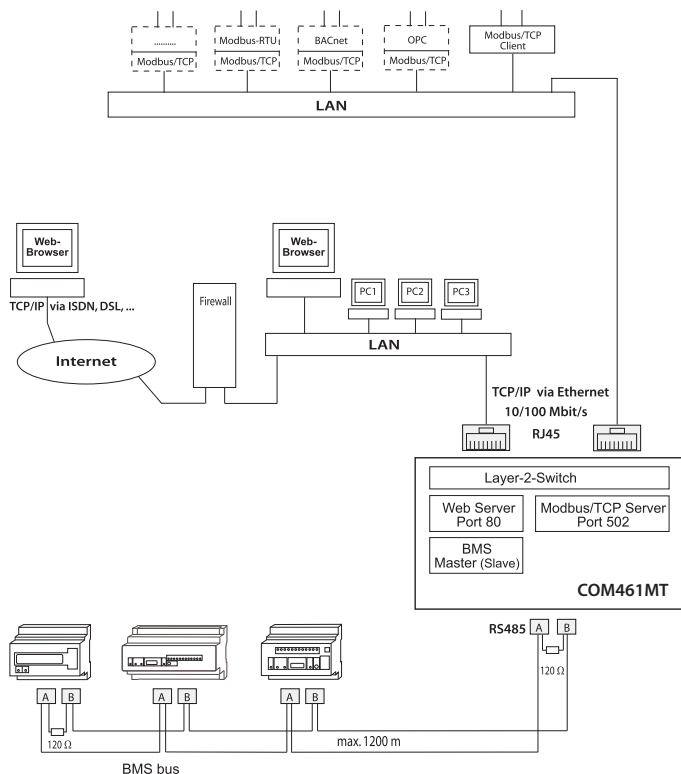 .......... Modbus-RTU BACnet OPC Modbus/TCP
Client
Modbus/TCP Modbus/TCP Modbus/TCP Modbus/TCP
LAN
Web-
Browser
Web-
Browser
PC1 PC2 PC3
Firewall
TCP/IP via ISDN, DSL, ...
LAN
Internet
TCP/IP via Ethernet
10/100 Mbit/s
RJ45
Layer-2-Switch
Web Server
Port 80
Modbus/TCP Server
Port 502
BMS
Master (Slave)
COM461MT
RS485 A B
120 Ω
A B A B A B
120 Ω
max. 1200 m
BMS bus